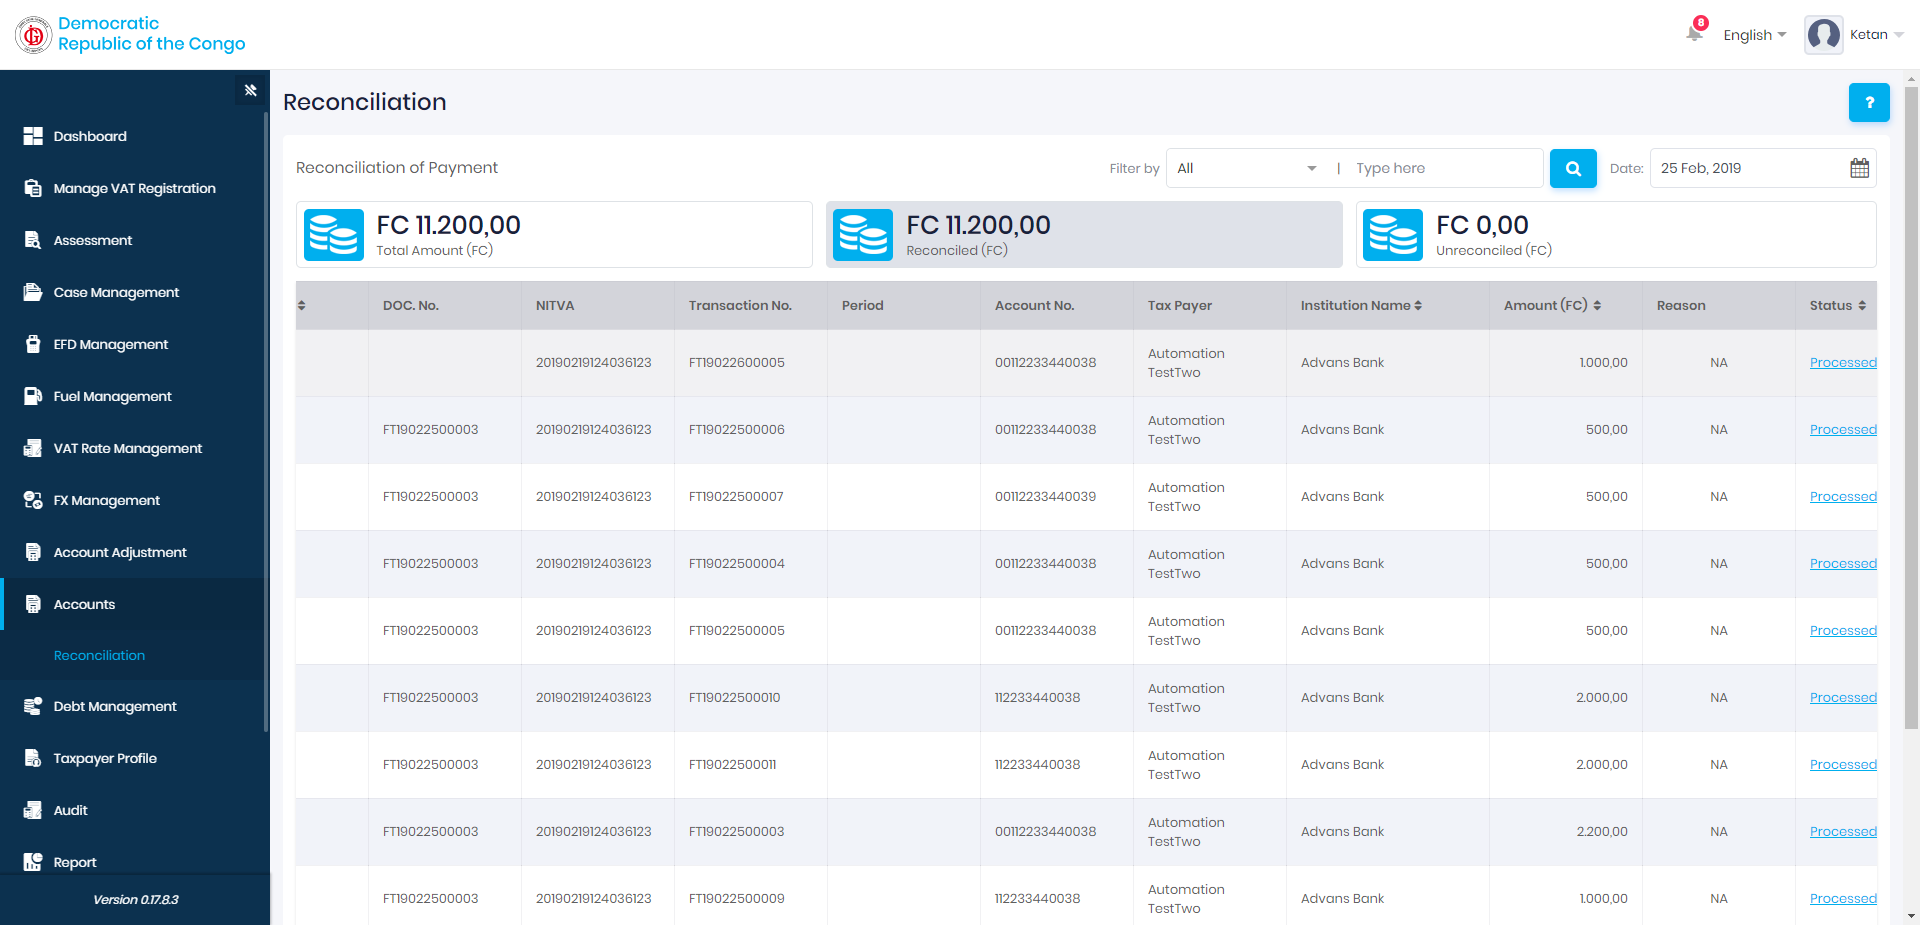 Democratic
Republic of the Congo
8
English
Ketan
Dashboard
Manage VAT Registration
Assessment
Case Management
EFD Management
Fuel Management
VAT Rate Management
FX Management
Account Adjustment
Accounts
Reconciliation
Debt Management
Taxpayer Profile
Audit
Report
Version 0.17.8.3
Reconciliation
?
Reconciliation of Payment
Filter by All | Type here Date: 25 Feb, 2019
FC 11.200,00
Total Amount (FC)
FC 11.200,00
Reconciled (FC)
FC 0,00
Unreconciled (FC)
DOC. No. NITVA Transaction No. Period Account No. Tax Payer Institution Name Amount (FC) Reason Status
20190219124036123 FT19022600005 00112233440038 Automation TestTwo Advans Bank 1.000,00 NA Processed
FT19022500003 20190219124036123 FT19022500006 00112233440038 Automation TestTwo Advans Bank 500,00 NA Processed
FT19022500003 20190219124036123 FT19022500007 00112233440039 Automation TestTwo Advans Bank 500,00 NA Processed
FT19022500003 20190219124036123 FT19022500004 00112233440038 Automation TestTwo Advans Bank 500,00 NA Processed
FT19022500003 20190219124036123 FT19022500005 00112233440038 Automation TestTwo Advans Bank 500,00 NA Processed
FT19022500003 20190219124036123 FT19022500010 112233440038 Automation TestTwo Advans Bank 2.000,00 NA Processed
FT19022500003 20190219124036123 FT19022500011 112233440038 Automation TestTwo Advans Bank 2.000,00 NA Processed
FT19022500003 20190219124036123 FT19022500003 00112233440038 Automation TestTwo Advans Bank 2.200,00 NA Processed
FT19022500003 20190219124036123 FT19022500009 112233440038 Automation TestTwo Advans Bank 1.000,00 NA Processed